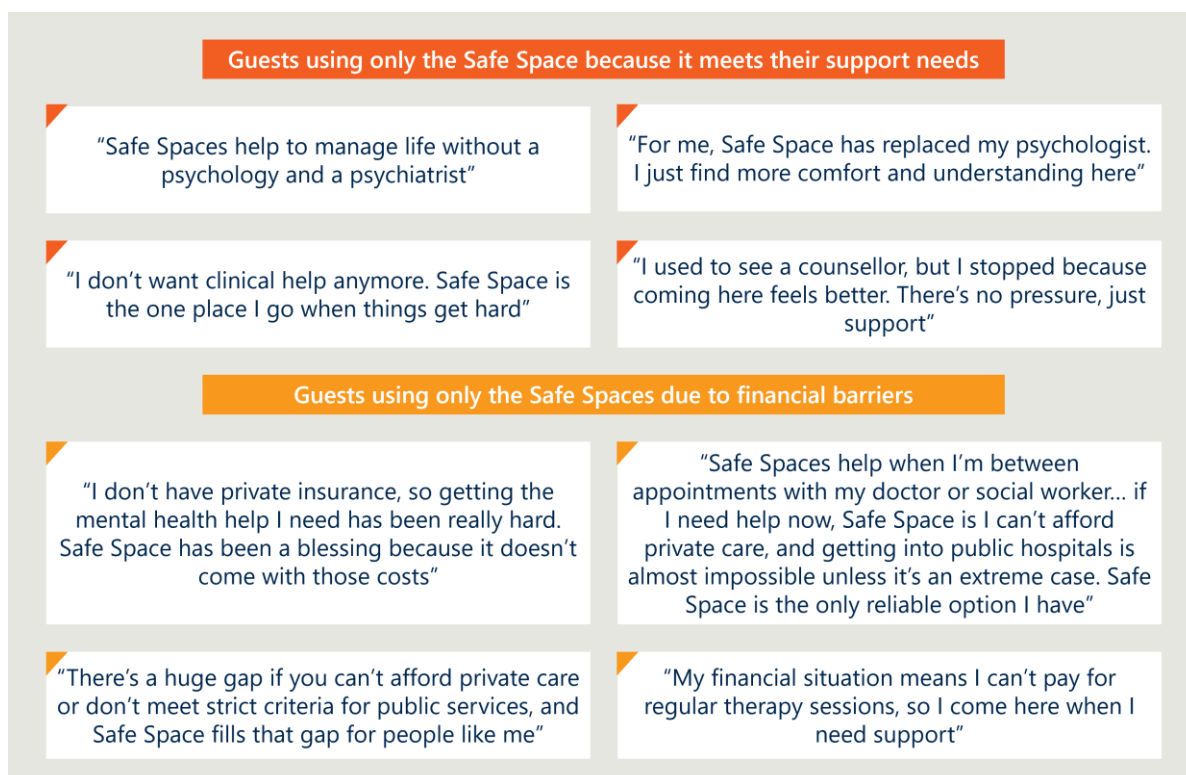 Guests using only the Safe Space because it meets their support needs
“Safe Spaces help to manage life without a
psychology and a psychiatrist”
“For me, Safe Space has replaced my psychologist.
I just find more comfort and understanding here”
“I don’t want clinical help anymore. Safe Space is
the one place I go when things get hard”
“I used to see a counsellor, but I stopped because
coming here feels better. There’s no pressure, just
support”
Guests using only the Safe Spaces due to financial barriers
“I don’t have private insurance, so getting the
mental health help I need has been really hard.
Safe Space has been a blessing because it doesn’t
come with those costs”
“Safe Spaces help when I’m between
appointments with my doctor or social worker... if
I need help now, Safe Space is I can’t afford
private care, and getting into public hospitals is
almost impossible unless it’s an extreme case. Safe
Space is the only reliable option I have”
“There’s a huge gap if you can’t afford private care
or don’t meet strict criteria for public services, and
Safe Space fills that gap for people like me”
“My financial situation means I can’t pay for
regular therapy sessions, so I come here when I
need support”